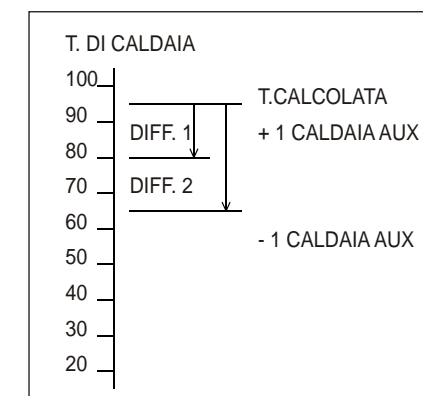 T. DI CALDAIA
100
T.CALCOLATA
90
DIFF. 1
+ 1 CALDAIA AUX
80
70
DIFF. 2
60
- 1 CALDAIA AUX
50
40
30
20